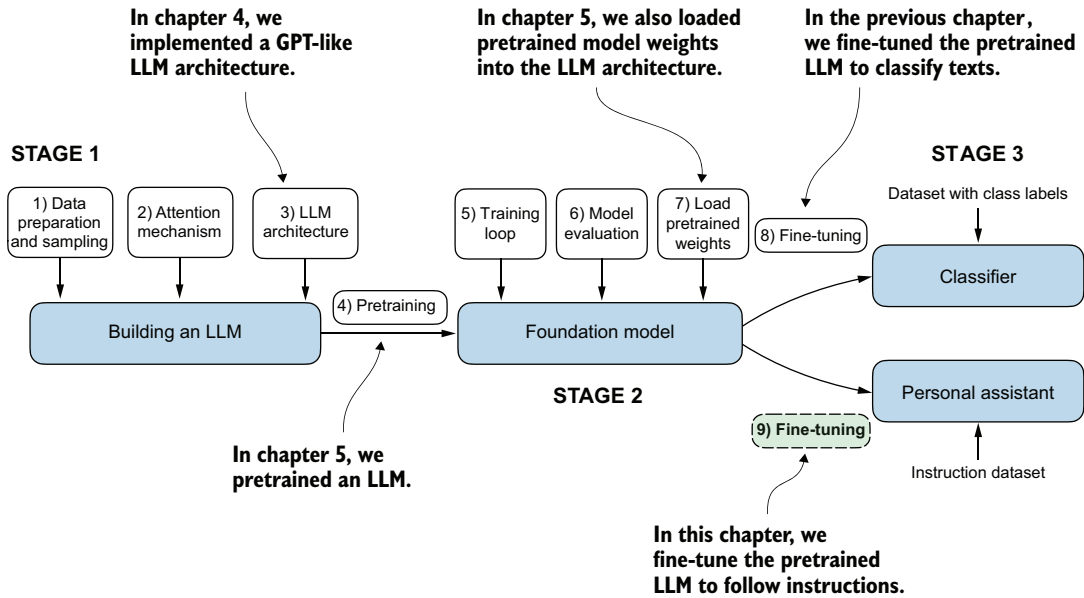 In chapter 4, we
implemented a GPT-like
LLM architecture.
In chapter 5, we also loaded
pretrained model weights
into the LLM architecture.
In the previous chapter,
we fine-tuned the pretrained
LLM to classify texts.
STAGE 1
STAGE 3
1) Data
preparation
and sampling
2) Attention
mechanism
3) LLM
architecture
5) Training
loop
6) Model
evaluation
7) Load
pretrained
weights
8) Fine-tuning
Dataset with class labels
Classifier
4) Pretraining
Building an LLM
Foundation model
STAGE 2
Personal assistant
9) Fine-tuning
Instruction dataset
In chapter 5, we
pretrained an LLM.
In this chapter, we
fine-tune the pretrained
LLM to follow instructions.